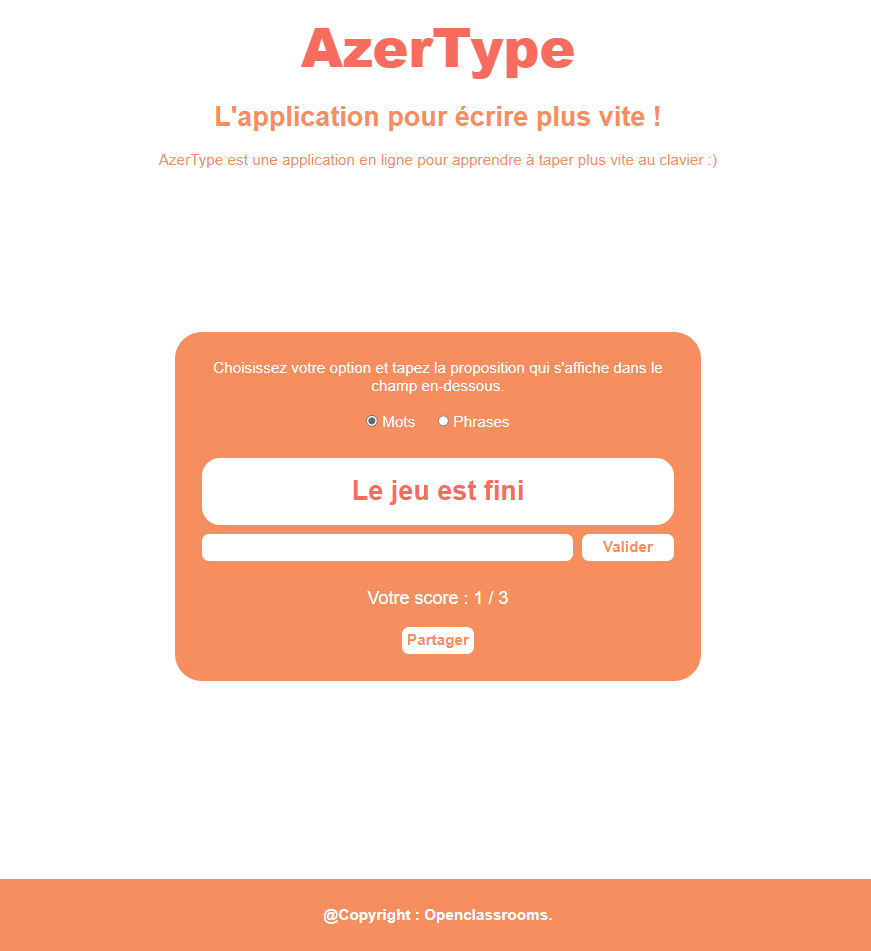 AzerType
L'application pour écrire plus vite !
AzerType est une application en ligne pour apprendre à taper plus vite au clavier :)
Choisissez votre option et tapez la proposition qui s'affiche dans le
champ en-dessous.
Mots Phrases
Le jeu est fini
Valider
Votre score : 1 / 3
Partager
@Copyright : Openclassrooms.